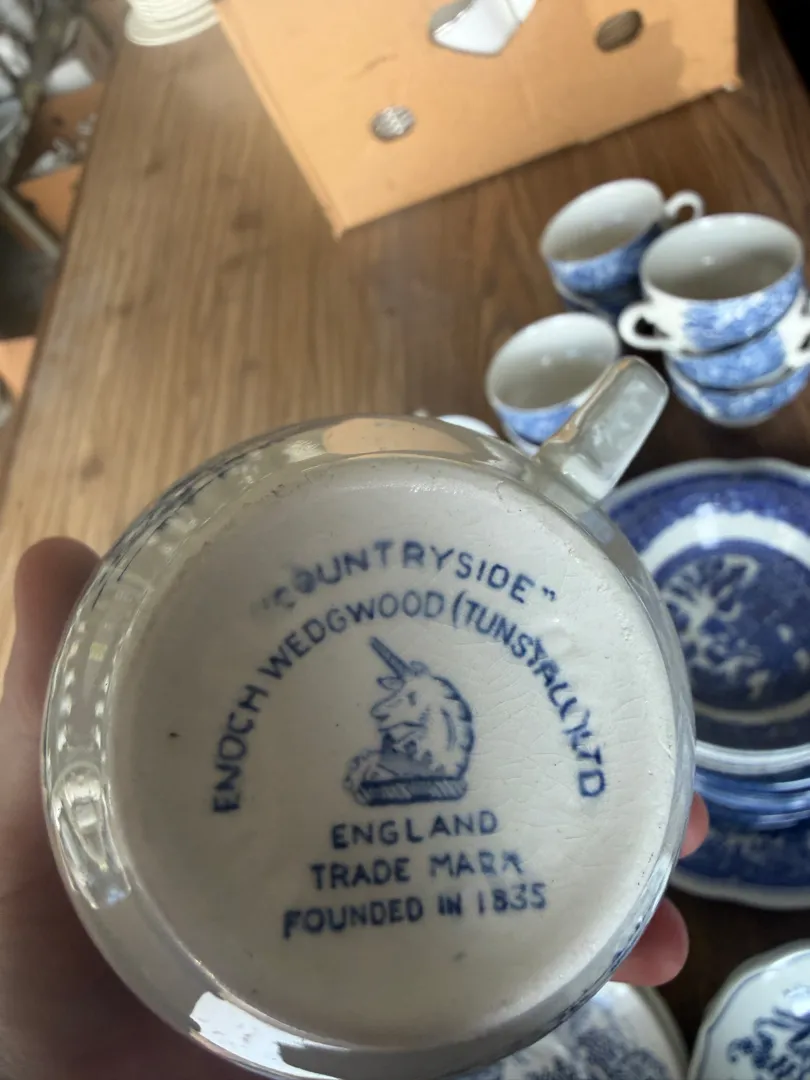 "COUNTRYSIDE"
ENOCH WEDGWOOD (TUNSTALL) LTD
ENGLAND
TRADE MARK
FOUNDED IN 1835